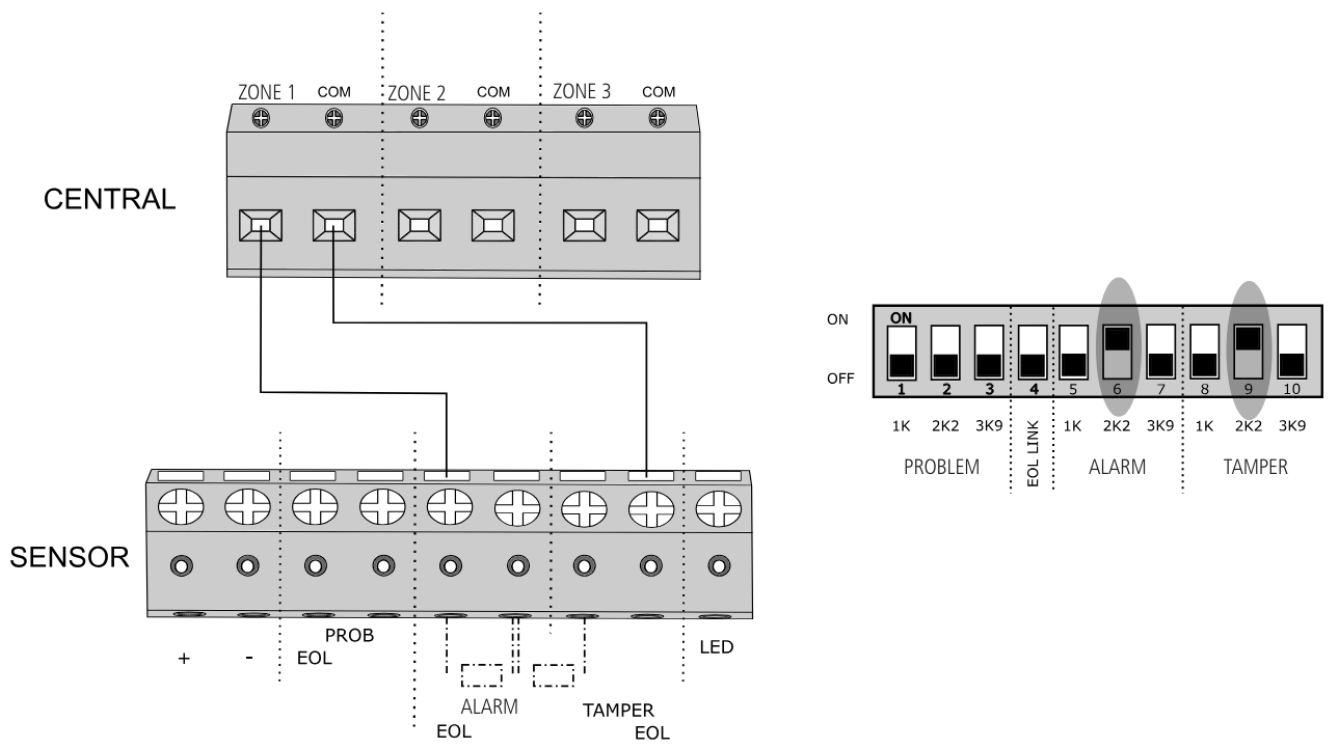 ZONE 1 COM ZONE 2 COM ZONE 3 COM
CENTRAL
SENSOR
+ - PROB LED
EOL
ALARM TAMPER
EOL EOL
ON ON
OFF 1 2 3 4 5 6 7 8 9 10
1K 2K2 3K9 EOL LINK 1K 2K2 3K9 1K 2K2 3K9
PROBLEM ALARM TAMPER